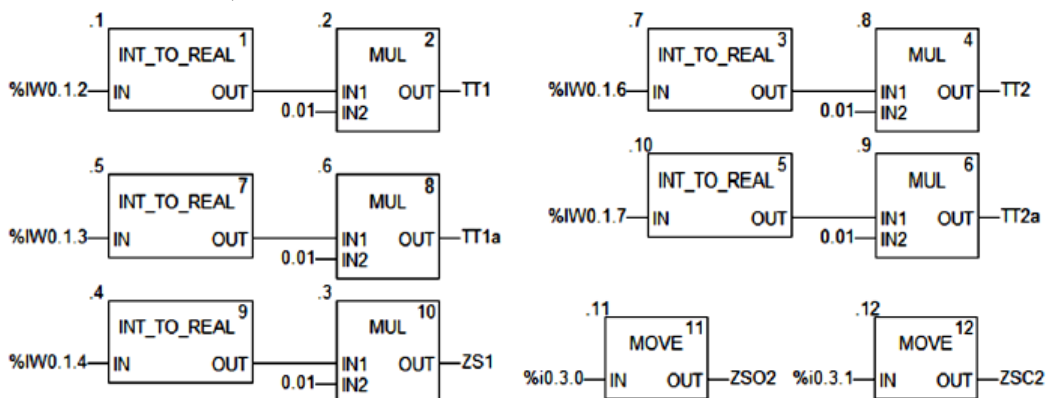 .1 .2 .7 .8
1 2 3 4
INT_TO_REAL MUL INT_TO_REAL MUL
%IW0.1.2 IN OUT IN1 OUT TT1 %IW0.1.6 IN OUT IN1 OUT TT2
0.01 IN2 0.01 IN2
.5 .6 .10 .9
7 8 5 6
INT_TO_REAL MUL INT_TO_REAL MUL
%IW0.1.3 IN OUT IN1 OUT TT1a %IW0.1.7 IN OUT IN1 OUT TT2a
0.01 IN2 0.01 IN2
.4 .3 .11 .12
9 10 11 12
INT_TO_REAL MUL MOVE MOVE
%IW0.1.4 IN OUT IN1 OUT ZS1 %i0.3.0 IN OUT ZSO2 %i0.3.1 IN OUT ZSC2
0.01 IN2